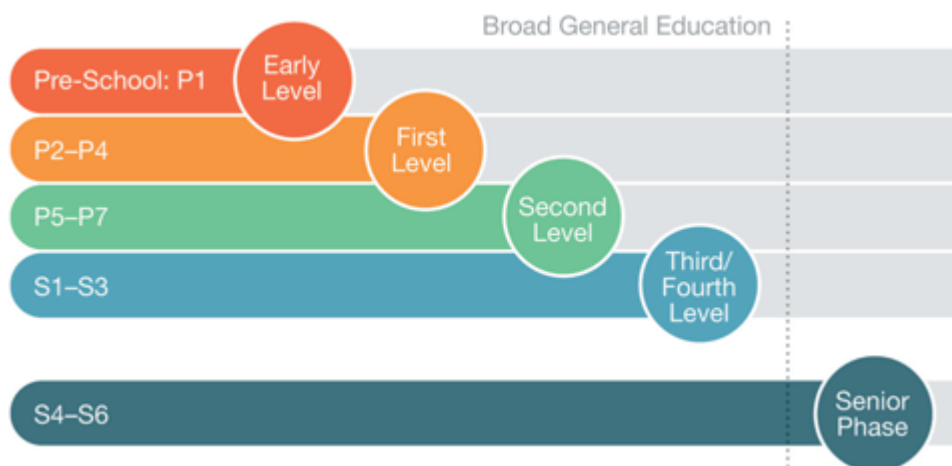 Broad General Education
Pre-School: P1
Early
Level
P2–P4
First
Level
P5–P7
Second
Level
S1–S3
Third/
Fourth
Level
S4–S6
Senior
Phase